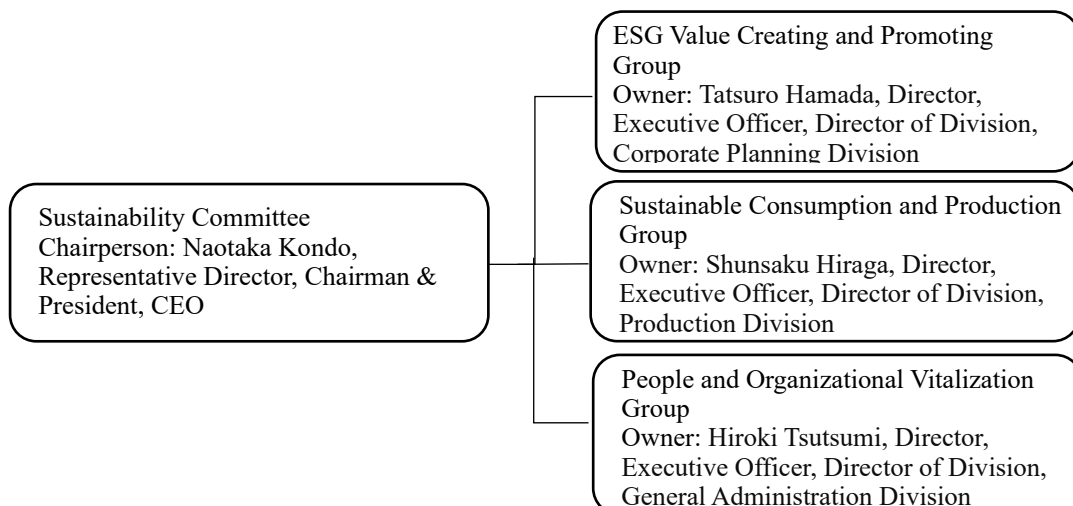 Sustainability Committee
Chairperson: Naotaka Kondo,
Representative Director, Chairman &
President, CEO
ESG Value Creating and Promoting
Group
Owner: Tatsuro Hamada, Director,
Executive Officer, Director of Division,
Corporate Planning Division
Sustainable Consumption and Production
Group
Owner: Shunsaku Hiraga, Director,
Executive Officer, Director of Division,
Production Division
People and Organizational Vitalization
Group
Owner: Hiroki Tsutsumi, Director,
Executive Officer, Director of Division,
General Administration Division